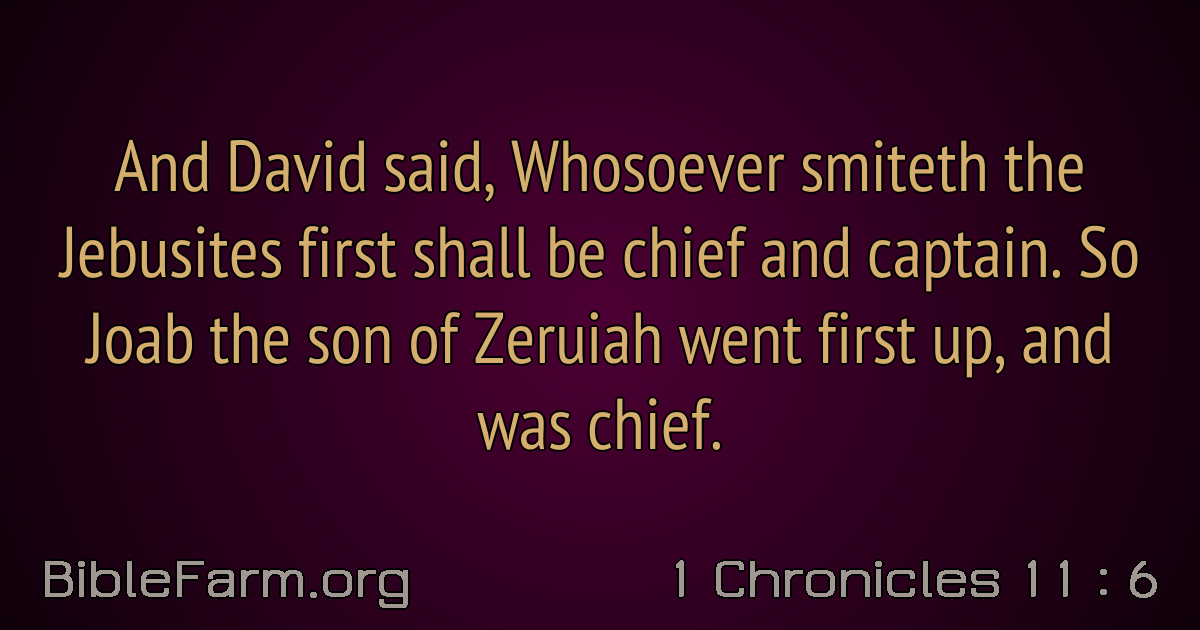 And David said, Whosoever smiteth the
Jebusites first shall be chief and captain. So
Joab the son of Zeruiah went first up, and
was chief.
BibleFarm.org
1 Chronicles 11 : 6